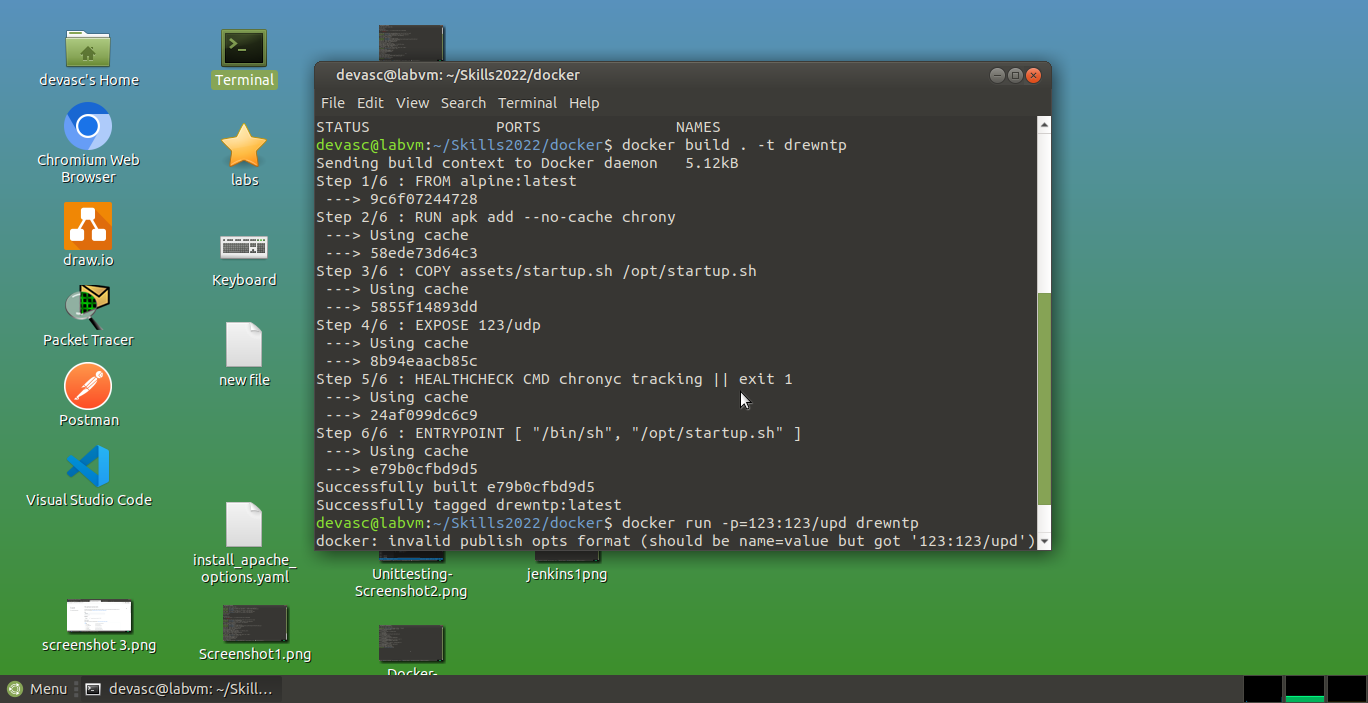 devasc's Home
Terminal
Chromium Web
Browser
labs
draw.io
Keyboard
Packet Tracer
new file
Postman
Visual Studio Code
install_apache_
options.yaml
screenshot 3.png
Screenshot1.png
Unittesting-
Screenshot2.png
jenkins1png
Docker-
devasc@labvm: ~/Skills2022/docker
File Edit View Search Terminal Help
STATUS PORTS NAMES
devasc@labvm:~/Skills2022/docker$ docker build . -t drewntp
Sending build context to Docker daemon 5.12kB
Step 1/6 : FROM alpine:latest
---> 9c6f07244728
Step 2/6 : RUN apk add --no-cache chrony
---> Using cache
---> 58ede73d64c3
Step 3/6 : COPY assets/startup.sh /opt/startup.sh
---> Using cache
---> 5855f14893dd
Step 4/6 : EXPOSE 123/udp
---> Using cache
---> 8b94eaacb85c
Step 5/6 : HEALTHCHECK CMD chronyc tracking || exit 1
---> Using cache
---> 24af099dc6c9
Step 6/6 : ENTRYPOINT [ "/bin/sh", "/opt/startup.sh" ]
---> Using cache
---> e79b0cfbd9d5
Successfully built e79b0cfbd9d5
Successfully tagged drewntp:latest
devasc@labvm:~/Skills2022/docker$ docker run -p=123:123/upd drewntp
docker: invalid publish opts format (should be name=value but got '123:123/upd')
Menu
devasc@labvm: ~/Skill...